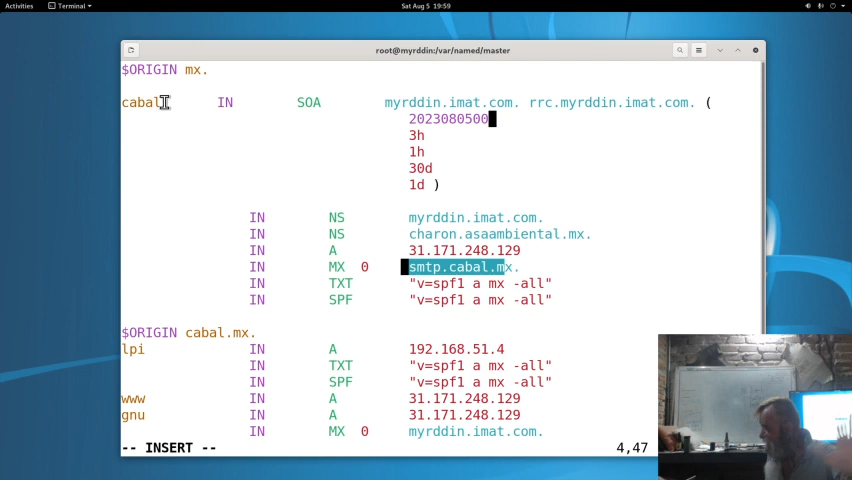 Activities Terminal Sat Aug 5 19:59
root@myrddin:/var/named/master
$ORIGIN mx.
cabal IN SOA myrddin.imat.com. rrc.myrddin.imat.com. (
2023080500
3h
1h
30d
1d )
IN NS myrddin.imat.com.
IN NS charon.asaambiental.mx.
IN A 31.171.248.129
IN MX 0 smtp.cabal.mx.
IN TXT "v=spf1 a mx -all"
IN SPF "v=spf1 a mx -all"
$ORIGIN cabal.mx.
lpi IN A 192.168.51.4
IN TXT "v=spf1 a mx -all"
IN SPF "v=spf1 a mx -all"
www IN A 31.171.248.129
gnu IN A 31.171.248.129
IN MX 0 myrddin.imat.com.
-- INSERT -- 4,47